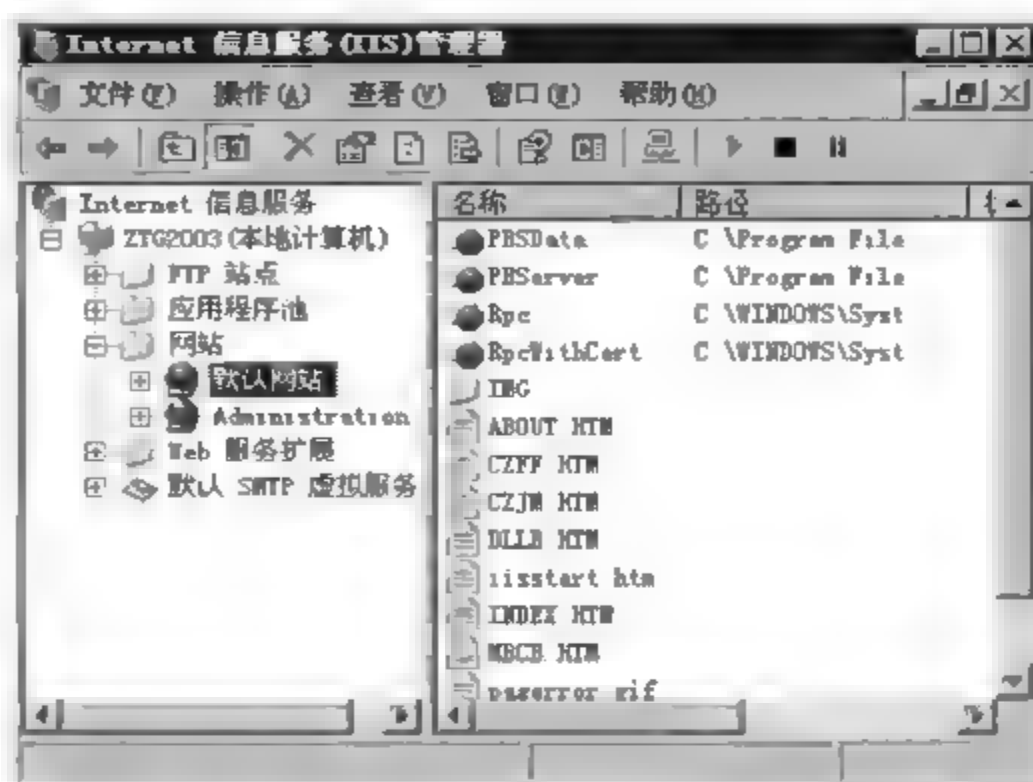 Internet 信息服务(IIS)管理器
文件(F) 操作(A) 查看(V) 窗口(W) 帮助(H)
Internet 信息服务
ZTG2003(本地计算机)
FTP 站点
应用程序池
网站
默认网站
Administration
Web 服务扩展
默认 SMTP 虚拟服务
名称 路径
PBSData C \Program File
PBServer C \Program File
Rpc C \WINDOWS\Syst
RpcWithCert C \WINDOWS\Syst
IMG
ABOUT HTM
CZFF HTM
CZJM HTM
DLLB HTM
iisstart htm
INDEX HTM
pagerror gif